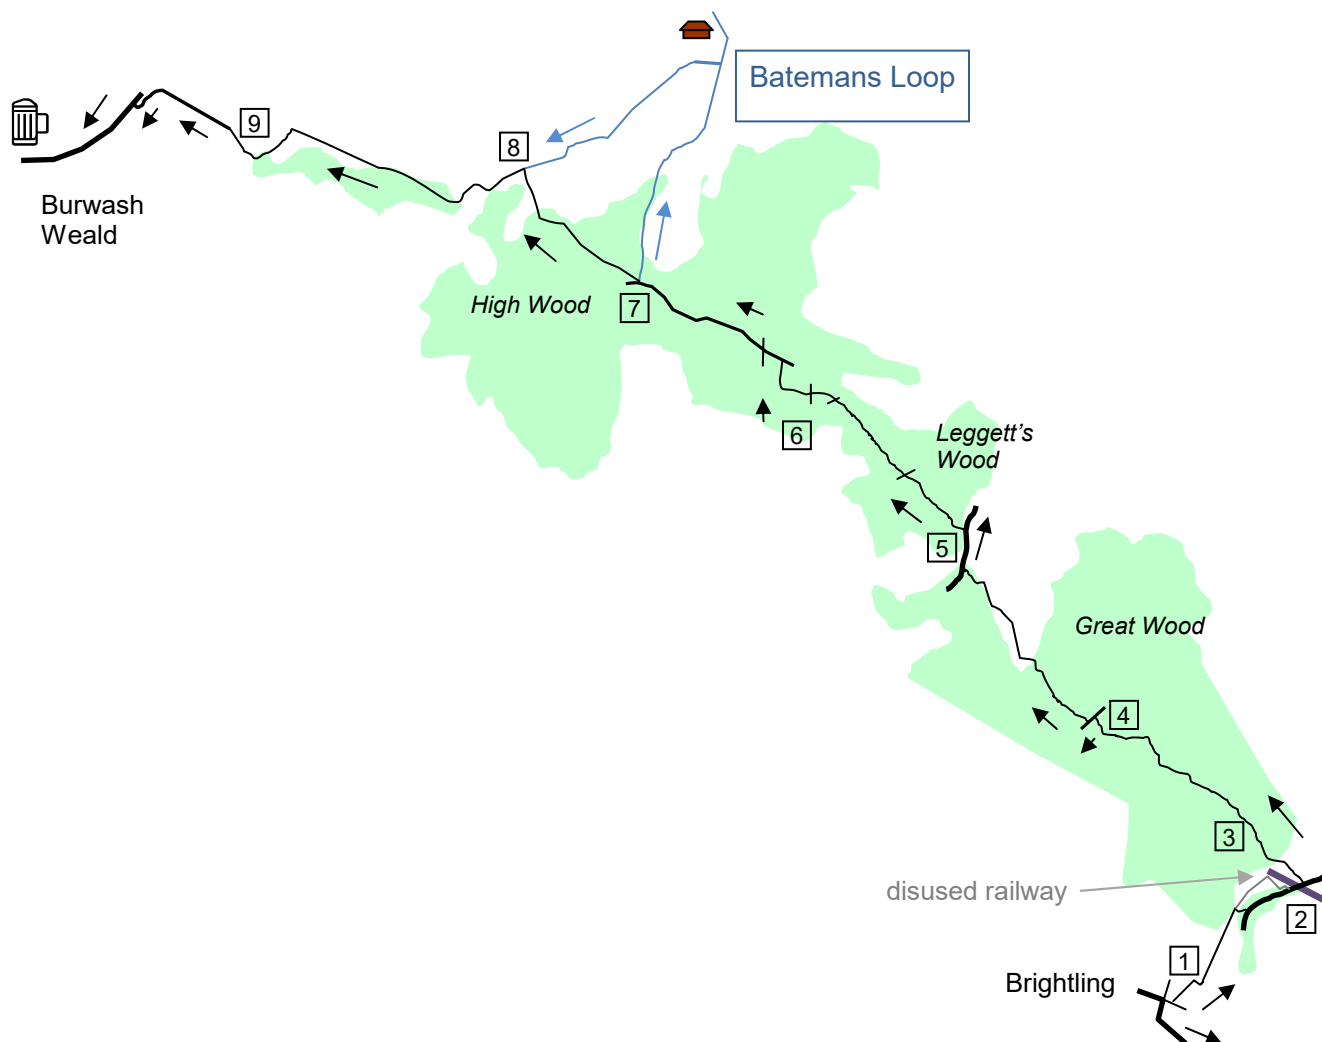 Batemans Loop
9
8
Burwash
Weald
High Wood
7
6
Leggett's
Wood
5
Great Wood
4
3
disused railway
2
1
Brightling